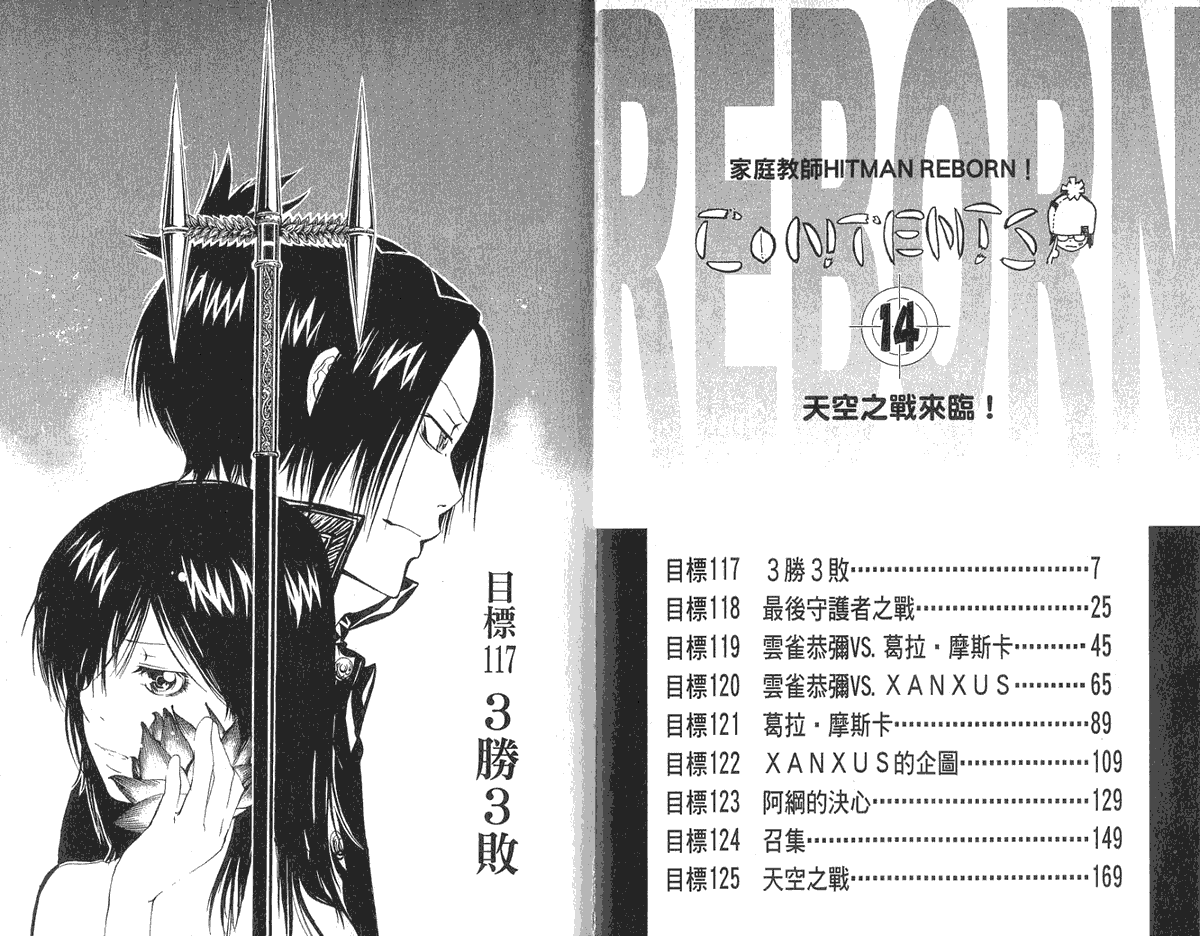 REBORN
家庭教師HITMAN REBORN！
CONTENTS
14
天空之戰來臨！
目標117 ３勝３敗……7
目標118 最後守護者之戰……25
目標119 雲雀恭彌VS. 葛拉・摩斯卡……45
目標120 雲雀恭彌VS. ＸＡＮＸＵＳ……65
目標121 葛拉・摩斯卡……89
目標122 ＸＡＮＸＵＳ的企圖……109
目標123 阿綱的決心……129
目標124 召集……149
目標125 天空之戰……169
目標117 ３勝３敗